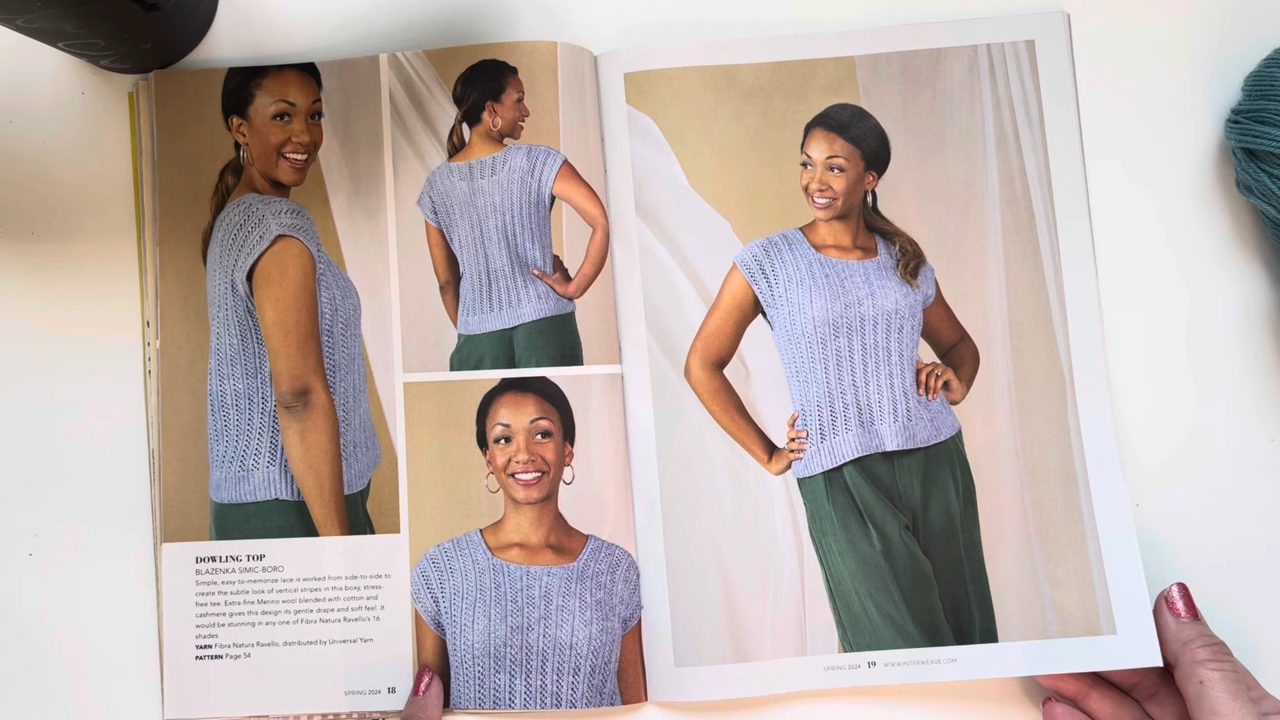 DOWLING TOP
BLAZENKA SIMIC-BORO
Simple, easy-to-memorize lace is worked from side-to-side to
create the subtle look of vertical stripes in this boxy, stress-
free tee. Extra-fine Merino wool blended with cotton and
cashmere gives this design its gentle drape and soft feel. It
would be stunning in any one of Fibra Natura Ravello's 16
shades.
YARN Fibra Natura Ravello, distributed by Universal Yarn
PATTERN Page 54
SPRING 2024 18
SPRING 2024 19 WWW.INTERWEAVE.COM